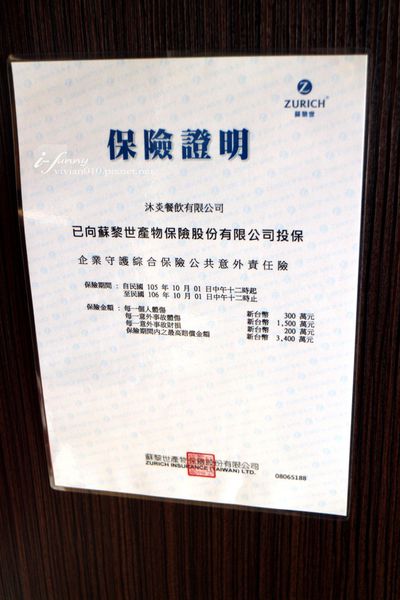 Z
ZURICH®
蘇黎世
保險證明
i-funny
vivian910.pixnet.net
沐炎餐飲有限公司
已向蘇黎世產物保險股份有限公司投保
企業守護綜合保險公共意外責任險
保險期間:自民國 105 年 10 月 01 日中午十二時起
至民國 106 年 10 月 01 日中午十二時止
保險金額:每一個人體傷 新台幣 300 萬元
每一意外事故體傷 新台幣 1,500 萬元
每一意外事故財損 新台幣 200 萬元
保險期間內之最高賠償金額 新台幣 3,400 萬元
蘇黎世產物保險股份有限公司
ZURICH INSURANCE (TAIWAN) LTD.
08065188